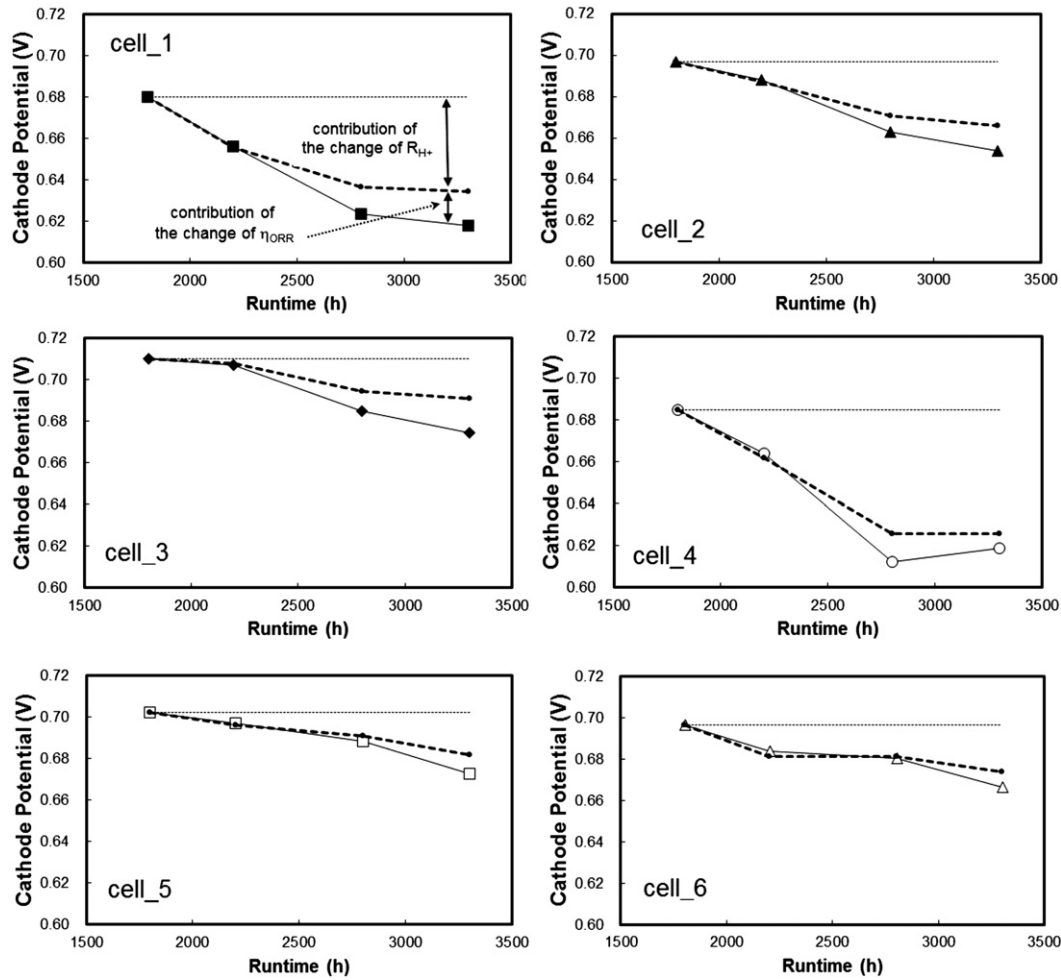 cell_1
Cathode Potential (V)
0.72
0.70
0.68
0.66
0.64
0.62
0.60
contribution of
the change of R_H+
contribution of
the change of η_ORR
1500 2000 2500 3000 3500
Runtime (h)
cell_2
Cathode Potential (V)
0.72
0.70
0.68
0.66
0.64
0.62
0.60
1500 2000 2500 3000 3500
Runtime (h)
cell_3
Cathode Potential (V)
0.72
0.70
0.68
0.66
0.64
0.62
0.60
1500 2000 2500 3000 3500
Runtime (h)
cell_4
Cathode Potential (V)
0.72
0.70
0.68
0.66
0.64
0.62
0.60
1500 2000 2500 3000 3500
Runtime (h)
cell_5
Cathode Potential (V)
0.72
0.70
0.68
0.66
0.64
0.62
0.60
1500 2000 2500 3000 3500
Runtime (h)
cell_6
Cathode Potential (V)
0.72
0.70
0.68
0.66
0.64
0.62
0.60
1500 2000 2500 3000 3500
Runtime (h)